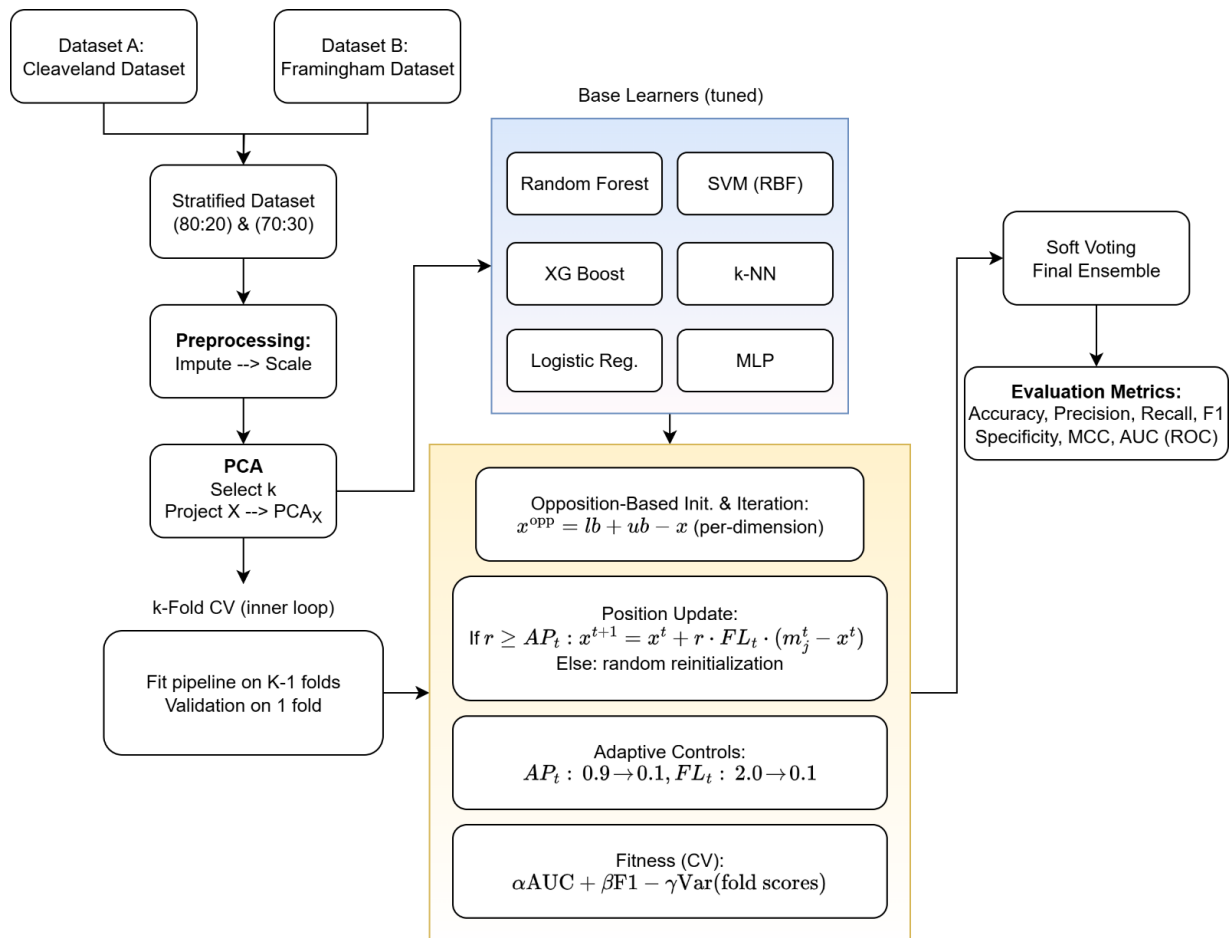 Dataset A:
Cleaveland Dataset
Dataset B:
Framingham Dataset
Stratified Dataset
(80:20) & (70:30)
Preprocessing:
Impute --> Scale
PCA
Select k
Project X --> PCA_X
k-Fold CV (inner loop)
Fit pipeline on K-1 folds
Validation on 1 fold
Base Learners (tuned)
Random Forest
SVM (RBF)
XG Boost
k-NN
Logistic Reg.
MLP
Opposition-Based Init. & Iteration:
x^opp = lb + ub − x (per-dimension)
Position Update:
If r ≥ AP_t : x^{t+1} = x^t + r · FL_t · (m_j^t − x^t)
Else: random reinitialization
Adaptive Controls:
AP_t : 0.9→0.1, FL_t : 2.0→0.1
Fitness (CV):
αAUC + βF1 − γVar(fold scores)
Soft Voting
Final Ensemble
Evaluation Metrics:
Accuracy, Precision, Recall, F1
Specificity, MCC, AUC (ROC)